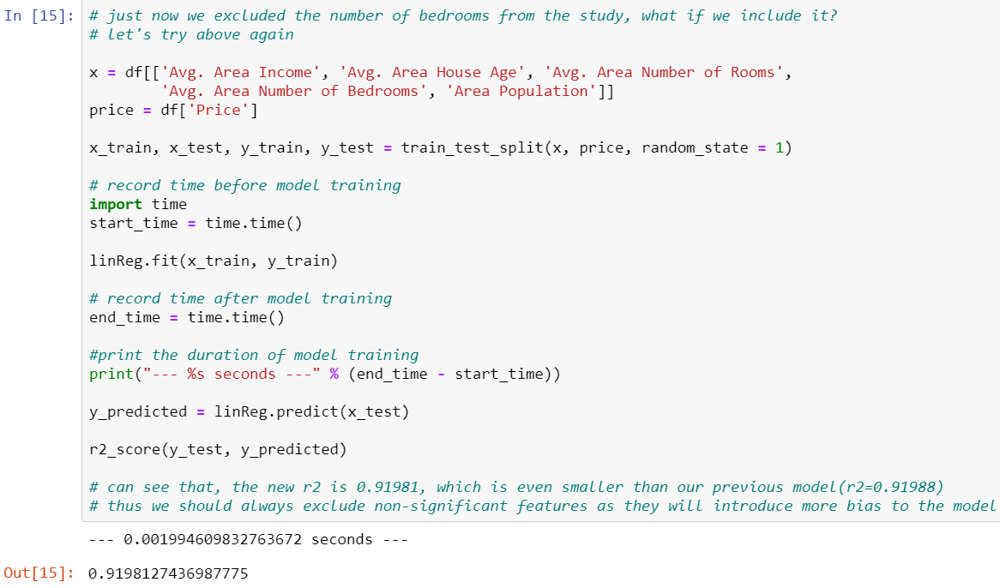 In [15]: # just now we excluded the number of bedrooms from the study, what if we include it?
# let's try above again
x = df[['Avg. Area Income', 'Avg. Area House Age', 'Avg. Area Number of Rooms',
'Avg. Area Number of Bedrooms', 'Area Population']]
price = df['Price']
x_train, x_test, y_train, y_test = train_test_split(x, price, random_state = 1)
# record time before model training
import time
start_time = time.time()
linReg.fit(x_train, y_train)
# record time after model training
end_time = time.time()
#print the duration of model training
print("--- %s seconds ---" % (end_time - start_time))
y_predicted = linReg.predict(x_test)
r2_score(y_test, y_predicted)
# can see that, the new r2 is 0.91981, which is even smaller than our previous model(r2=0.91988)
# thus we should always exclude non-significant features as they will introduce more bias to the model
--- 0.001994609832763672 seconds ---
Out[15]: 0.9198127436987775